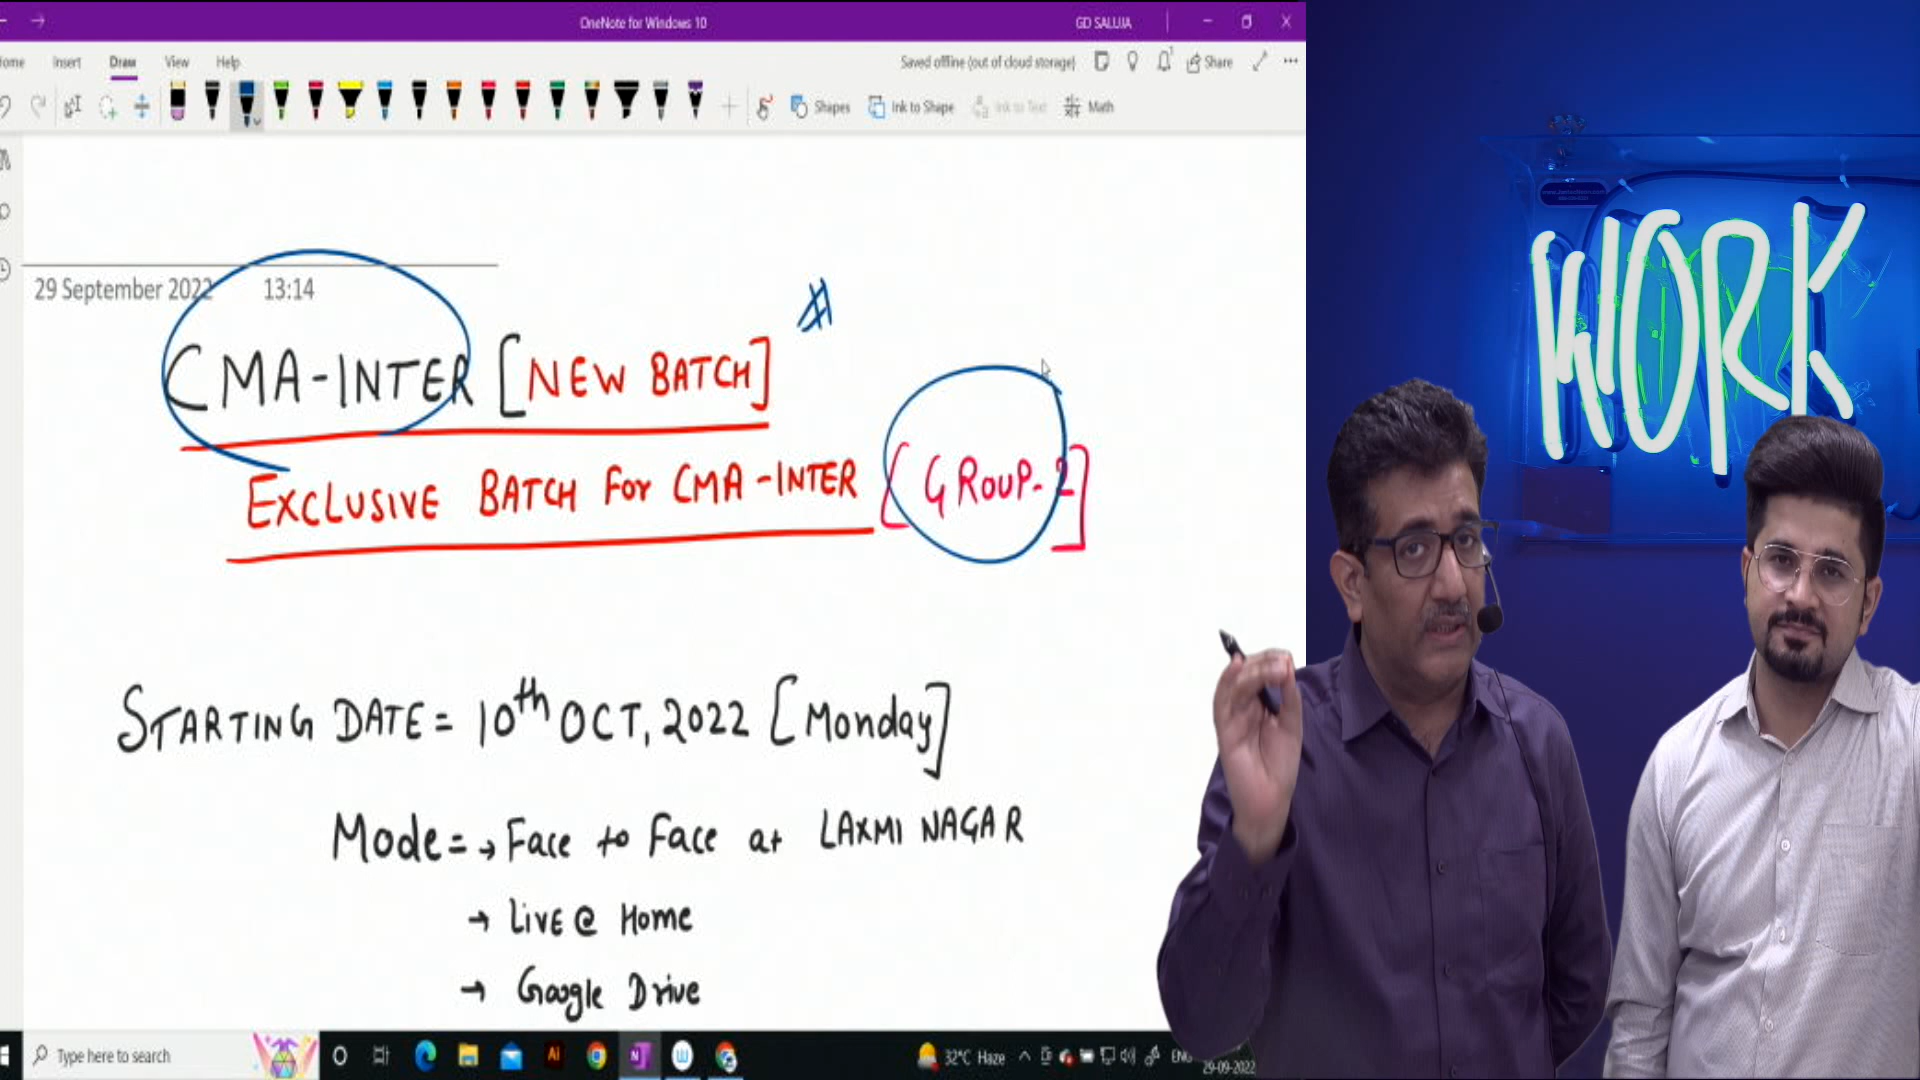 OneNote for Windows 10
GD SALUJA
Insert Draw View Help
Saved offline (out of cloud storage) Share
Shapes Ink to Shape Ink to Text Math
29 September 2022 13:14
CMA-INTER [NEW BATCH] #
EXCLUSIVE BATCH For CMA-INTER [GROUP-2]
STARTING DATE = 10th OCT, 2022 [Monday]
Mode = → Face to Face at LAXMI NAGAR
→ LIVE @ Home
→ Google Drive
Type here to search
32°C Haze
29-09-2022
WORK